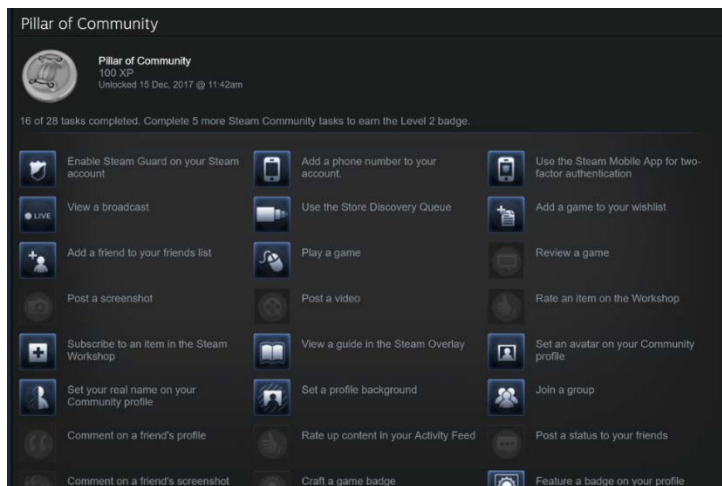 Pillar of Community
Pillar of Community
100 XP
Unlocked 15 Dec, 2017 @ 11:42am
16 of 28 tasks completed. Complete 5 more Steam Community tasks to earn the Level 2 badge.
Enable Steam Guard on your Steam
account
Add a phone number to your
account.
Use the Steam Mobile App for two-
factor authentication
LIVE
View a broadcast
Use the Store Discovery Queue
Add a game to your wishlist
Add a friend to your friends list
Play a game
Review a game
Post a screenshot
Post a video
Rate an item on the Workshop
Subscribe to an item in the Steam
Workshop
View a guide in the Steam Overlay
Set an avatar on your Community
profile
Set your real name on your
Community profile
Set a profile background
Join a group
Comment on a friend's profile
Rate up content in your Activity Feed
Post a status to your friends
Comment on a friend's screenshot
Craft a game badge
Feature a badge on your profile